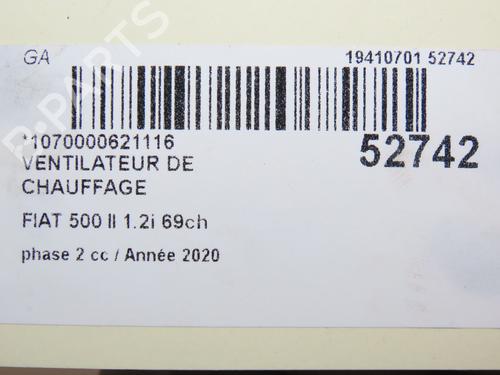 GA
19410701 52742
*1070000621116
52742
VENTILATEUR DE
CHAUFFAGE
FIAT 500 II 1.2i 69ch
phase 2 cc / Année 2020
B-PARTS